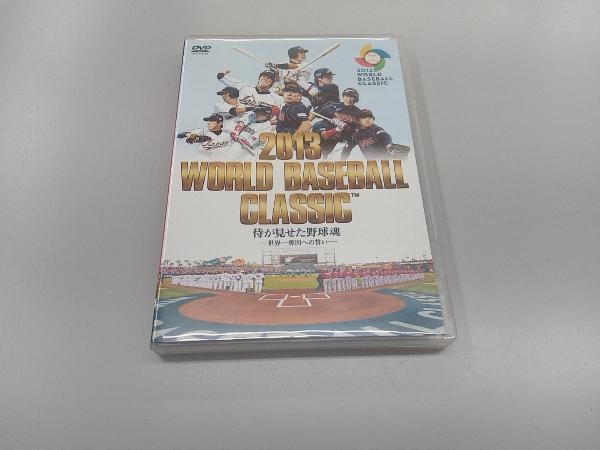 DVD
VIDEO
2013
WORLD
BASEBALL
CLASSIC
2013
WORLD BASEBALL
CLASSIC™
侍が見せた野球魂
―世界一奪回への誓い―